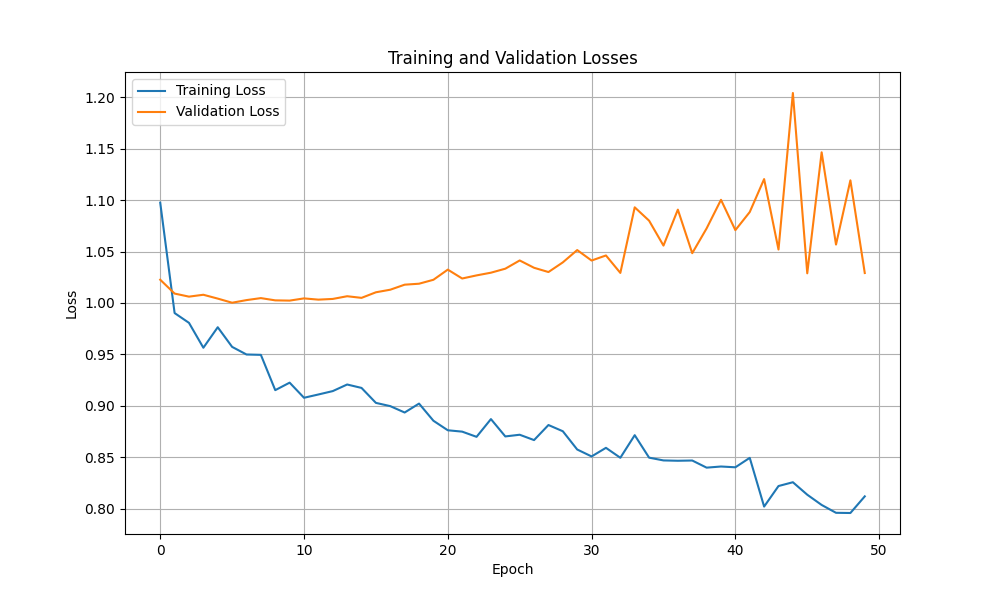 Training and Validation Losses
Training Loss
Validation Loss
1.20
1.15
1.10
1.05
1.00
0.95
0.90
0.85
0.80
Loss
0 10 20 30 40 50
Epoch